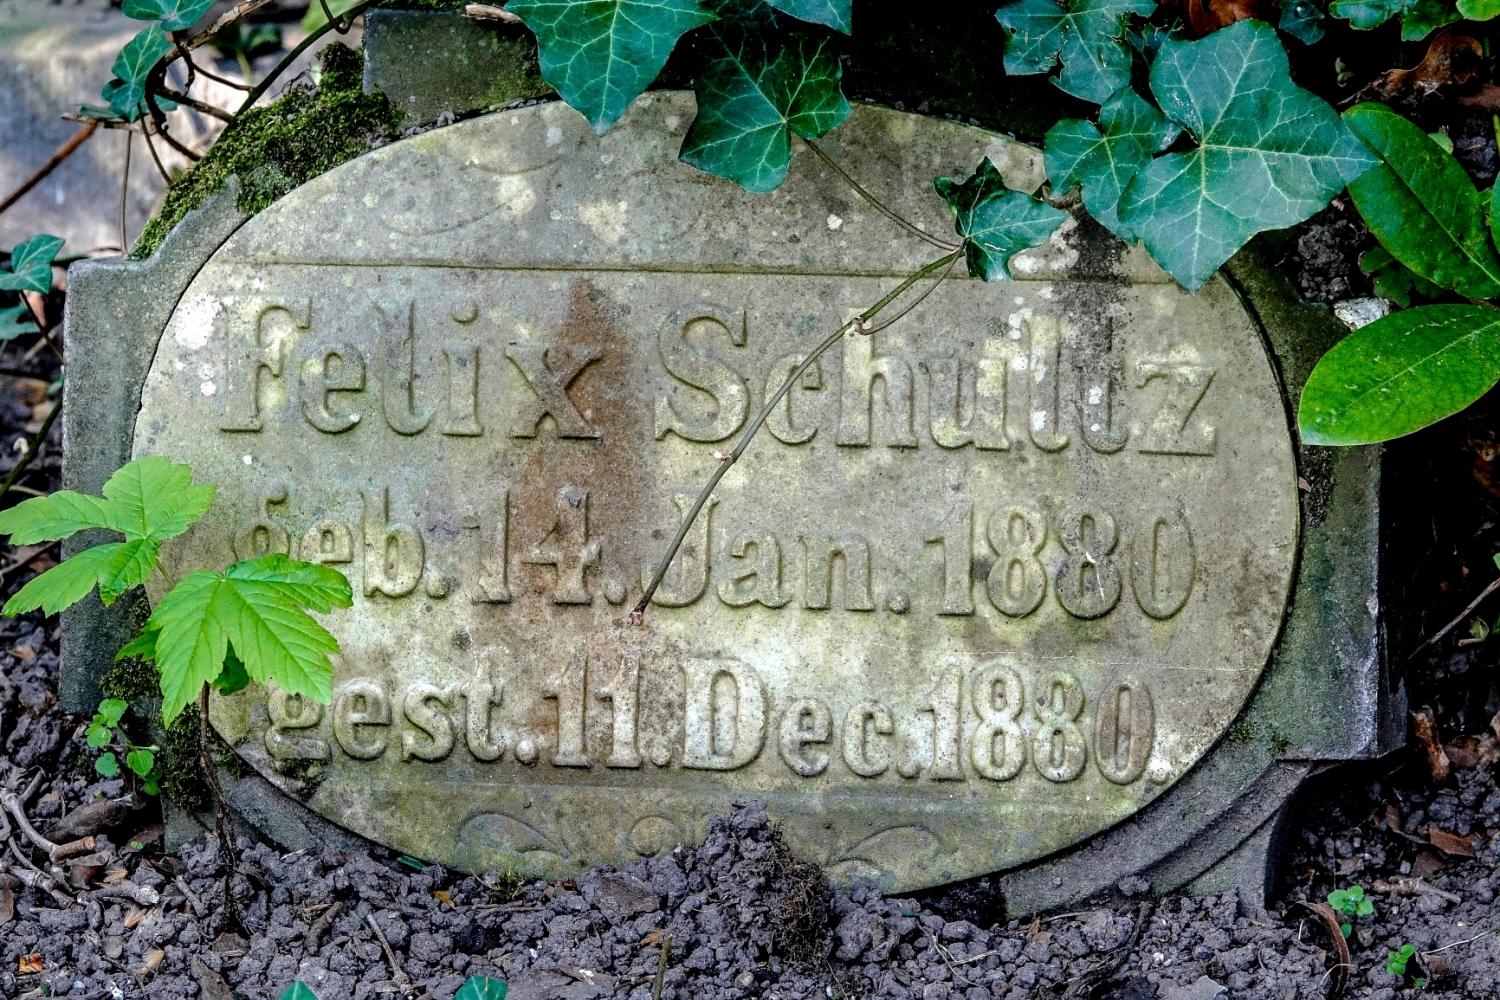 Felix Schultz
geb. 14. Jan. 1880
gest. 11. Dec. 1880.